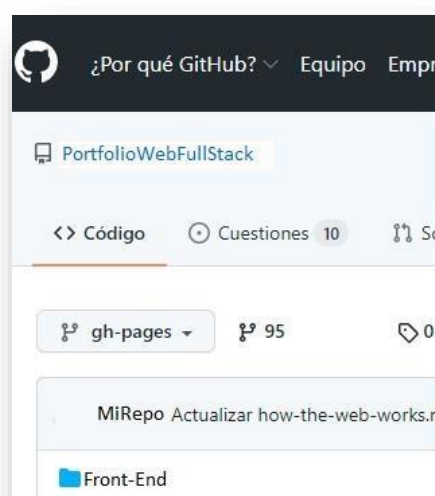 ¿Por qué GitHub? Equipo
PortfolioWebFullStack
<> Código Cuestiones 10
gh-pages 95 0
MiRepo Actualizar how-the-web-works.
Front-End